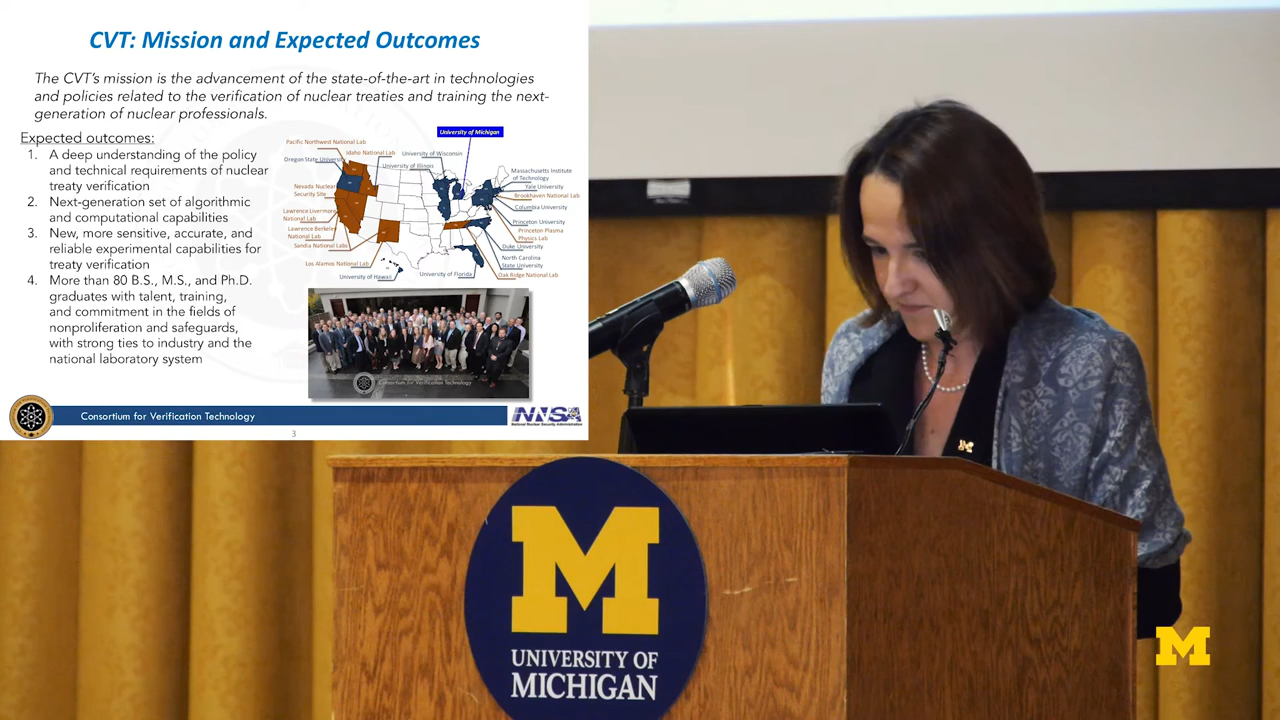 CVT: Mission and Expected Outcomes
The CVT's mission is the advancement of the state-of-the-art in technologies
and policies related to the verification of nuclear treaties and training the next-
generation of nuclear professionals.
Expected outcomes:
1. A deep understanding of the policy
and technical requirements of nuclear
treaty verification
2. Next-generation set of algorithmic
and computational capabilities
3. New, more sensitive, accurate, and
reliable experimental capabilities for
treaty verification
4. More than 80 B.S., M.S., and Ph.D.
graduates with talent, training,
and commitment in the fields of
nonproliferation and safeguards,
with strong ties to industry and the
national laboratory system
University of Michigan
Pacific Northwest National Lab
Idaho National Lab
University of Wisconsin
Oregon State University
University of Illinois
Nevada Nuclear
Security Site
Lawrence Livermore
National Lab
Lawrence Berkeley
National Lab
Sandia National Labs
Los Alamos National Lab
University of Hawaii
University of Florida
Massachusetts Institute
of Technology
Yale University
Brookhaven National Lab
Columbia University
Princeton University
Princeton Plasma
Physics Lab
Duke University
North Carolina
State University
Oak Ridge National Lab
Consortium for Verification Technology
Consortium for Verification Technology
NNSA
National Nuclear Security Administration
3
M
UNIVERSITY OF
MICHIGAN
M